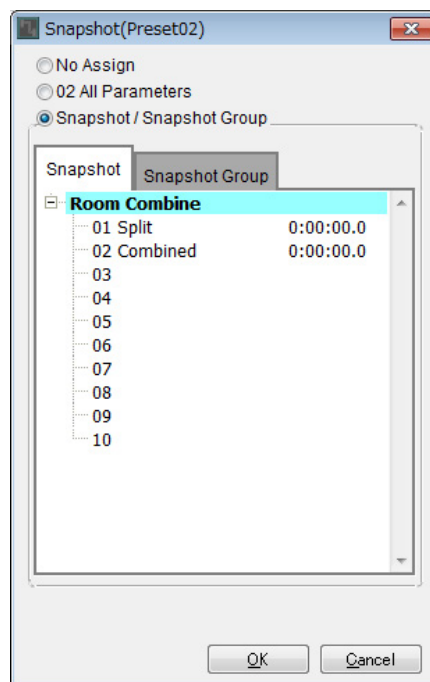 Snapshot(Preset02)
No Assign
02 All Parameters
Snapshot / Snapshot Group
Snapshot Snapshot Group
Room Combine
01 Split 0:00:00.0
02 Combined 0:00:00.0
03
04
05
06
07
08
09
10
OK Cancel